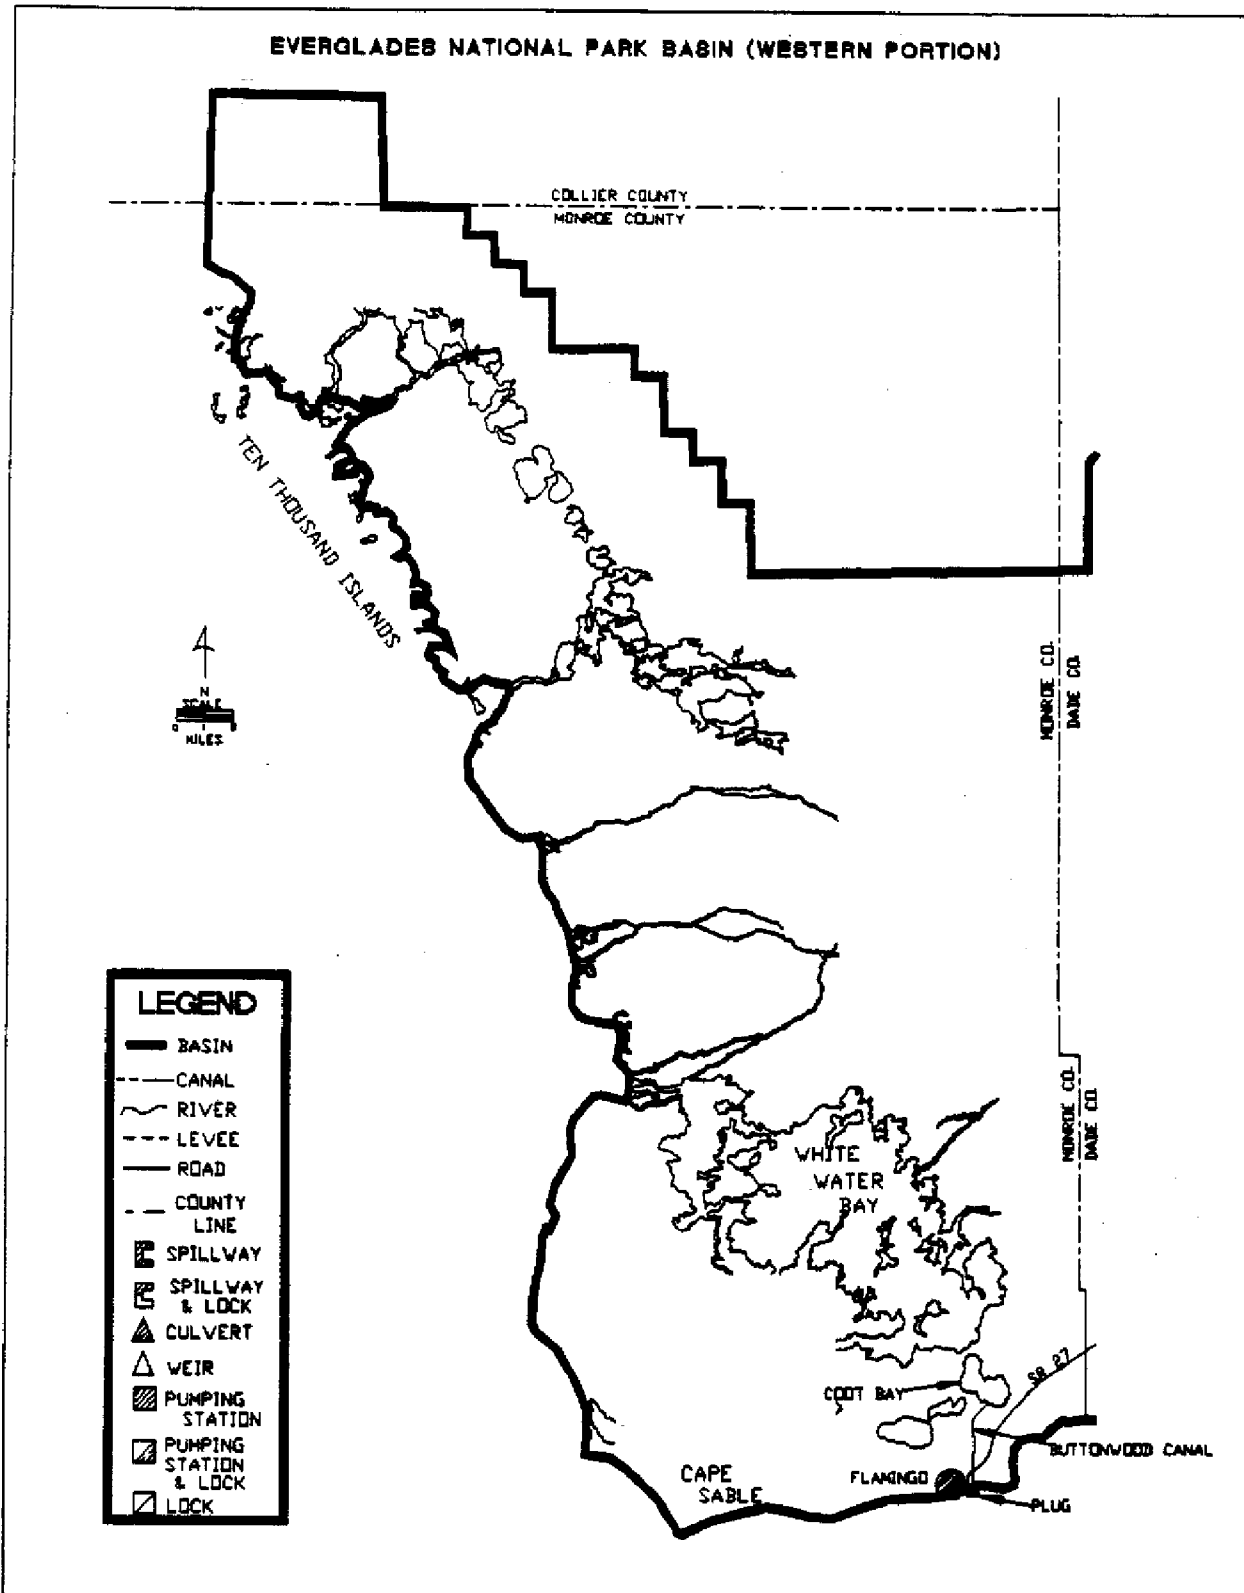 EVERGLADES NATIONAL PARK BASIN (WESTERN PORTION)
COLLIER COUNTY
MONROE COUNTY
TEN THOUSAND ISLANDS
N
SCALE
MILES
MONROE CO.
DADE CO.
MONROE CO.
DADE CO.
WHITE
WATER
BAY
SR 27
COOT BAY
BUTTONWOOD CANAL
FLAMINGO
PLUG
CAPE
SABLE
LEGEND
BASIN
CANAL
RIVER
LEVEE
ROAD
COUNTY
LINE
SPILLWAY
SPILLWAY
& LOCK
CULVERT
WEIR
PUMPING
STATION
PUMPING
STATION
& LOCK
LOCK